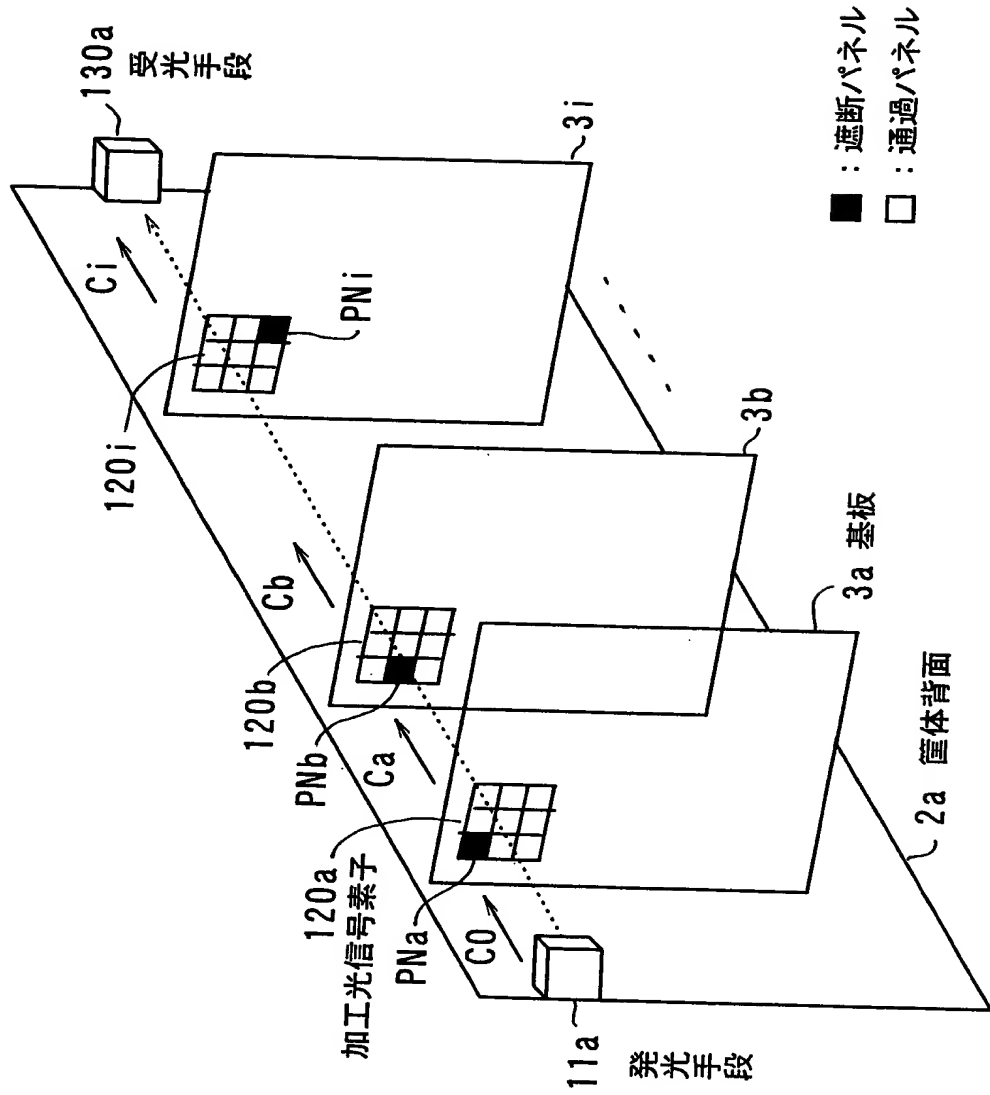 130a
受光手段
Ci
3i
120i
PNi
Cb
3b
120b
PNb
Ca
3a 基板
120a
加工光信号素子
PNa
C0
2a 筐体背面
11a
発光手段
■ : 遮断パネル
□ : 通過パネル